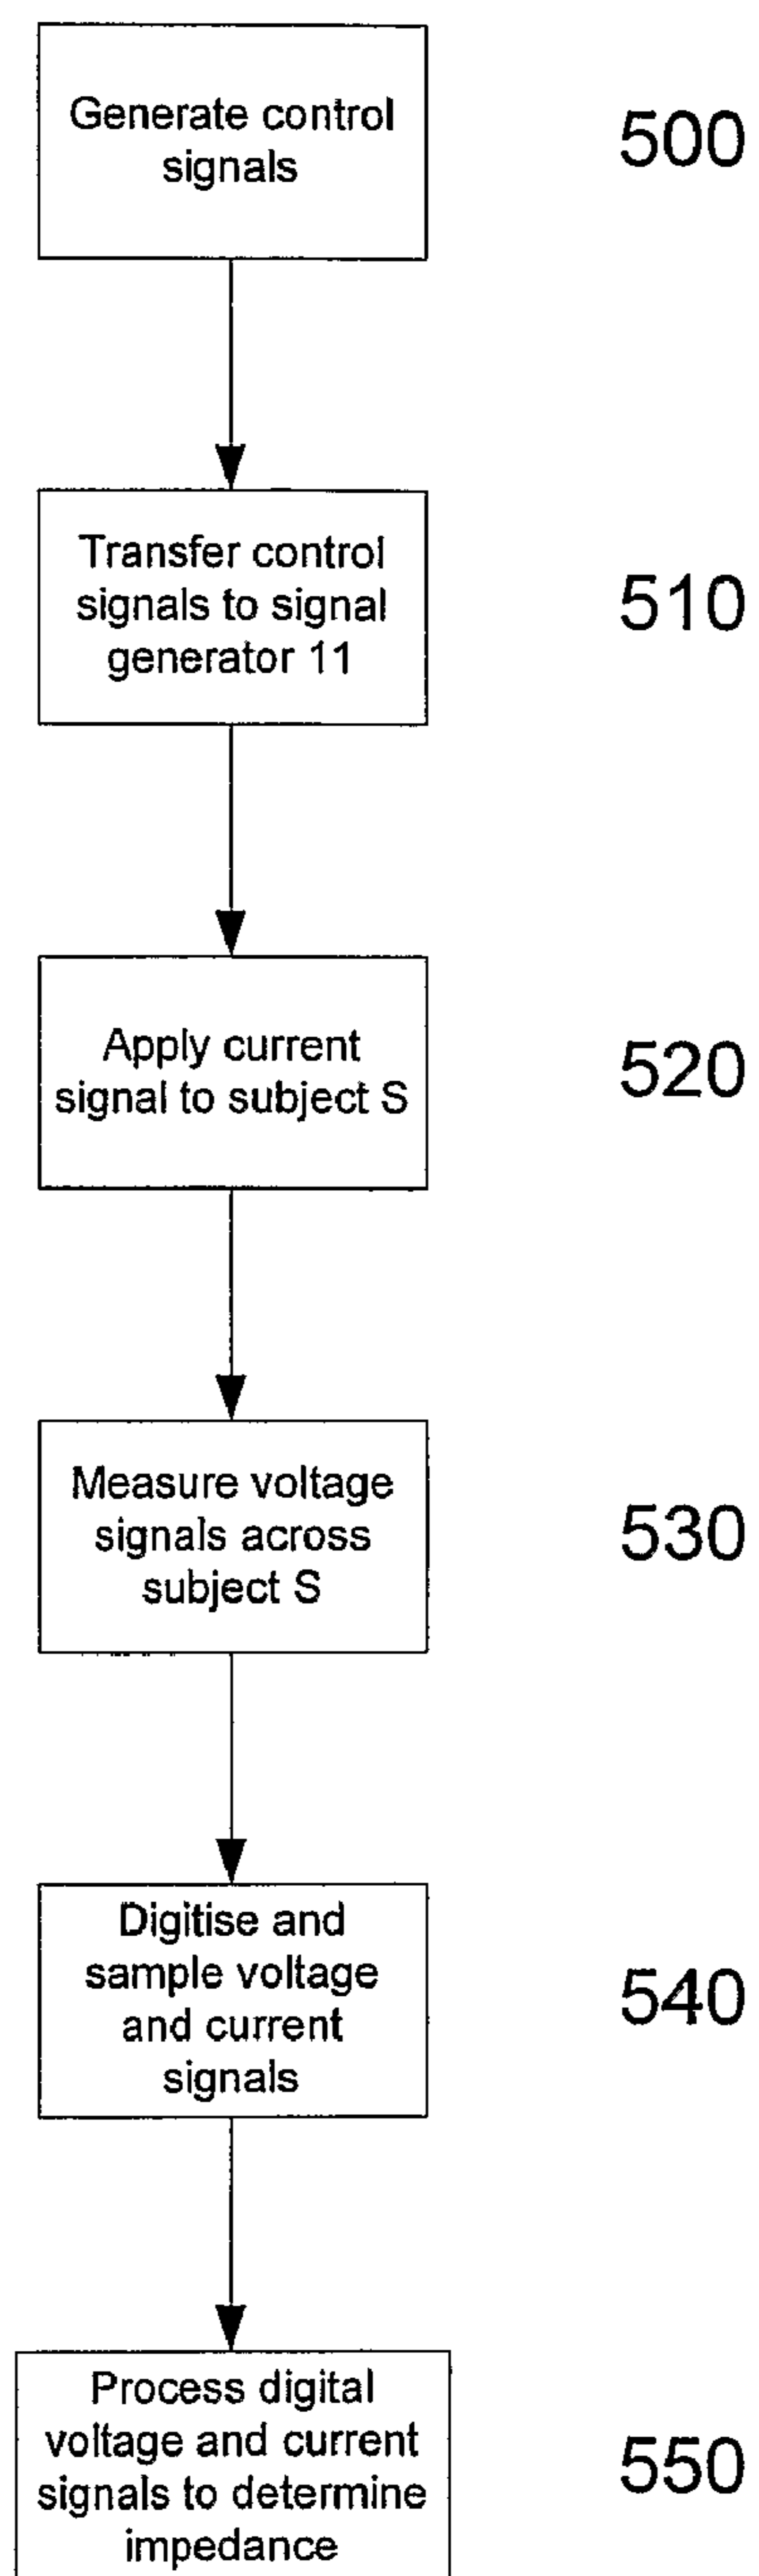 Generate control
signals
500
Transfer control
signals to signal
generator 11
510
Apply current
signal to subject S
520
Measure voltage
signals across
subject S
530
Digitise and
sample voltage
and current
signals
540
Process digital
voltage and current
signals to determine
impedance
550